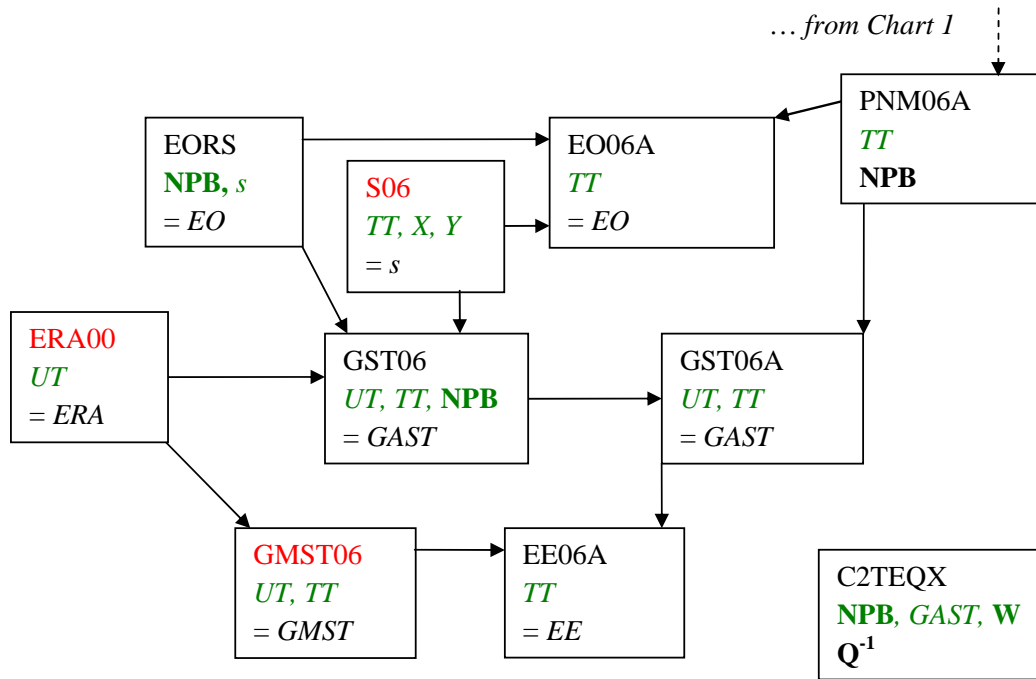 … from Chart 1
PNM06A
TT
NPB
EORS
NPB, s
= EO
EO06A
TT
= EO
S06
TT, X, Y
= s
ERA00
UT
= ERA
GST06
UT, TT, NPB
= GAST
GST06A
UT, TT
= GAST
GMST06
UT, TT
= GMST
EE06A
TT
= EE
C2TEQX
NPB, GAST, W
Q⁻¹